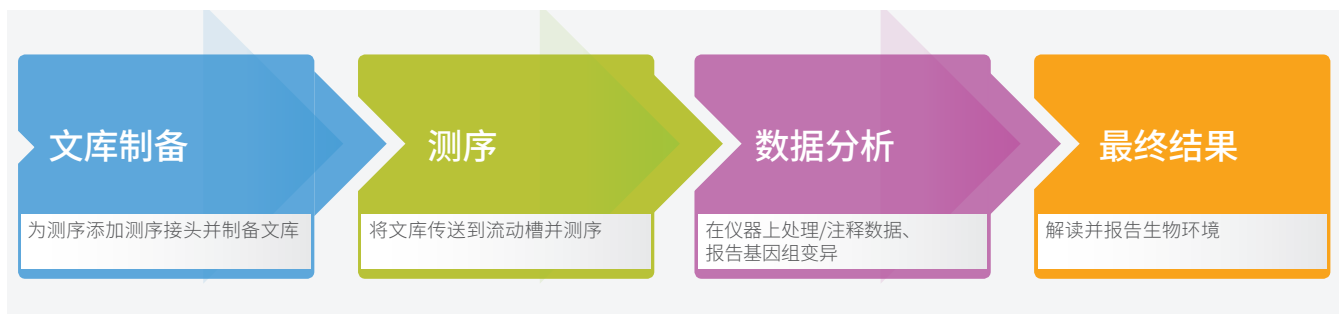 文库制备
为测序添加测序接头并制备文库
测序
将文库传送到流动槽并测序
数据分析
在仪器上处理/注释数据、
报告基因组变异
最终结果
解读并报告生物环境